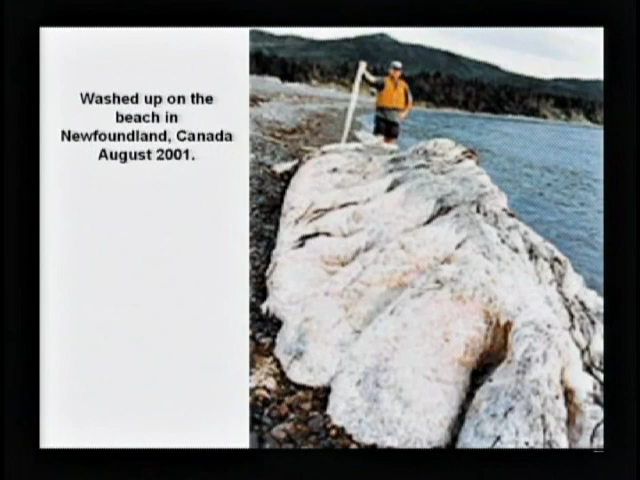 Washed up on the
beach in
Newfoundland, Canada
August 2001.